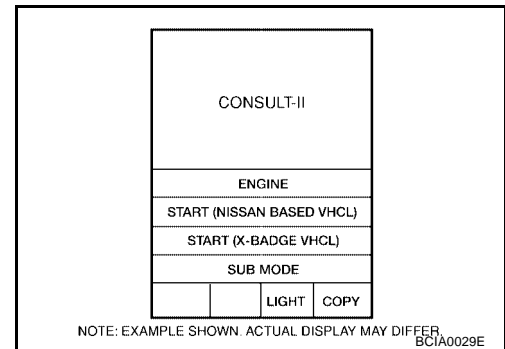 CONSULT-II
ENGINE
START (NISSAN BASED VHCL)
START (X-BADGE VHCL)
SUB MODE
LIGHT COPY
NOTE: EXAMPLE SHOWN. ACTUAL DISPLAY MAY DIFFER.
BCIA0029E